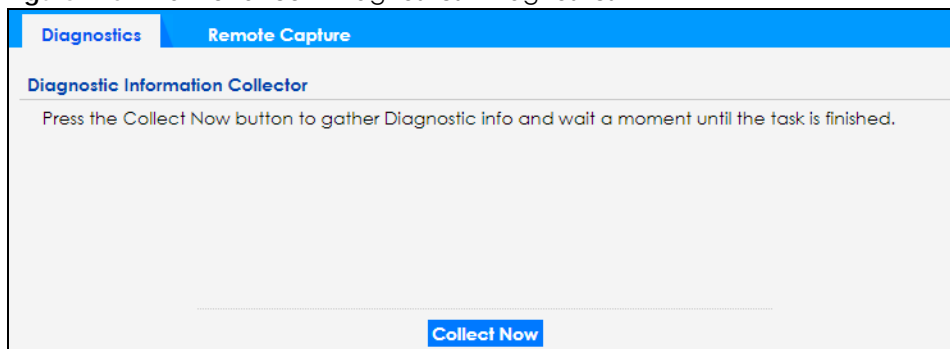 Diagnostics Remote Capture
Diagnostic Information Collector
Press the Collect Now button to gather Diagnostic info and wait a moment until the task is finished.
Collect Now